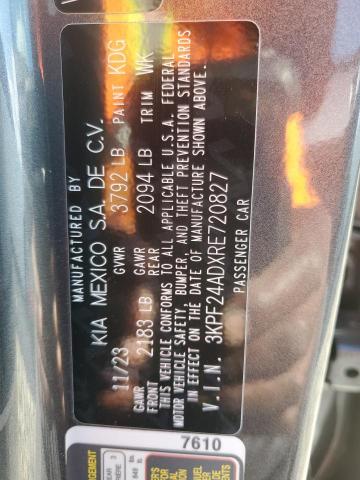 MANUFACTURED BY
KIA MEXICO S.A. DE C.V.
11/23 GVWR 3792 LB PAINT KDG
GAWR FRONT 2183 LB GAWR REAR 2094 LB TRIM WK
THIS VEHICLE CONFORMS TO ALL APPLICABLE U.S.A. FEDERAL
MOTOR VEHICLE SAFETY, BUMPER, AND THEFT PREVENTION STANDARDS
IN EFFECT ON THE DATE OF MANUFACTURE SHOWN ABOVE.
V.I.N. 3KPF24ADXRE720827
PASSENGER CAR
7610